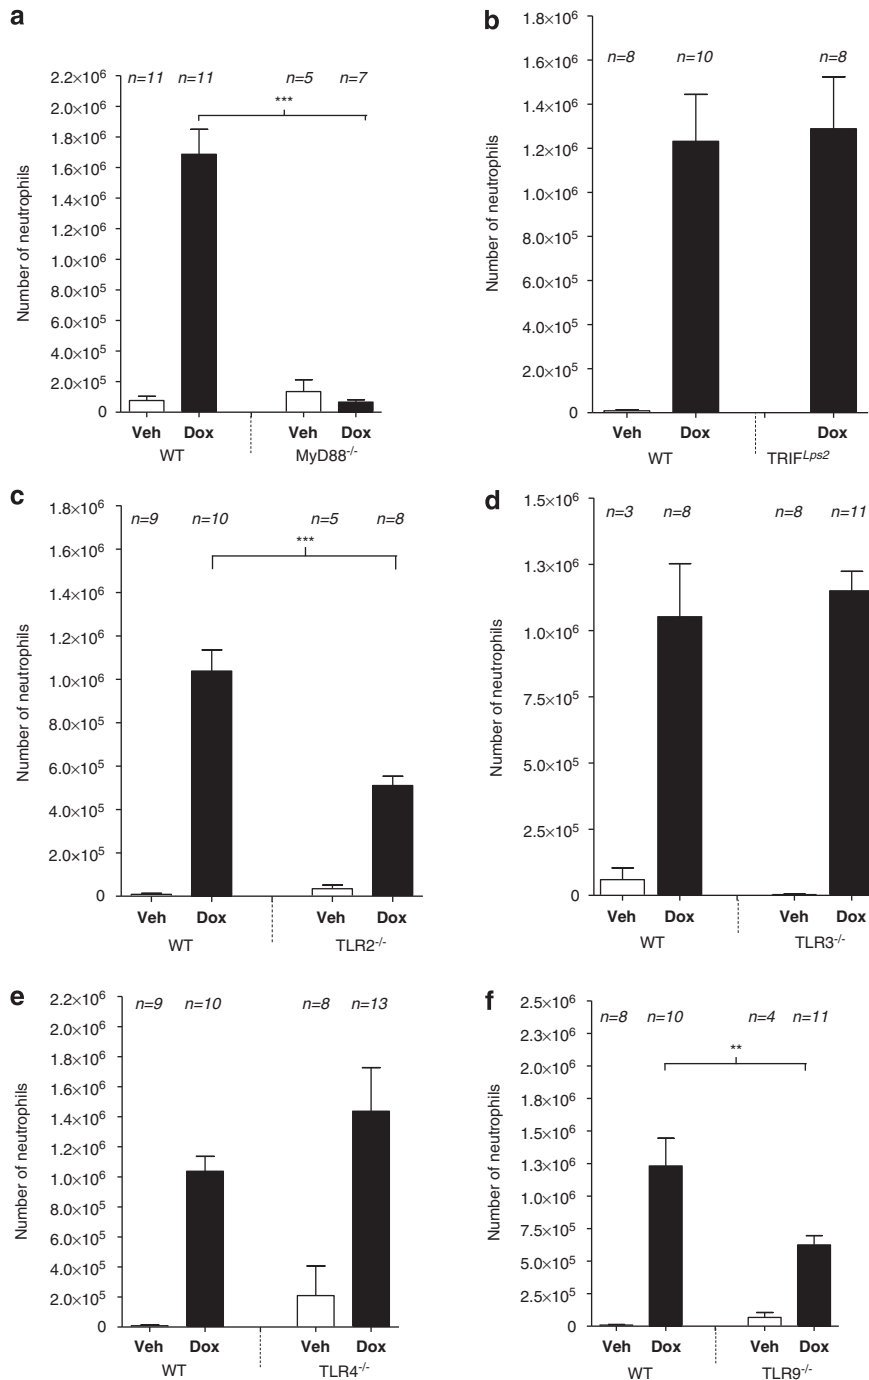 a
n=11 n=11 n=5 n=7
***
Number of neutrophils
2.2×10⁶
2.0×10⁶
1.8×10⁶
1.6×10⁶
1.4×10⁶
1.2×10⁶
1.0×10⁶
8.0×10⁵
6.0×10⁵
4.0×10⁵
2.0×10⁵
0
Veh Dox Veh Dox
WT MyD88⁻/⁻
b
n=8 n=10 n=8
Number of neutrophils
1.8×10⁶
1.6×10⁶
1.4×10⁶
1.2×10⁶
1.0×10⁶
8.0×10⁵
6.0×10⁵
4.0×10⁵
2.0×10⁵
0
Veh Dox Dox
WT TRIFᴸᵖˢ²
c
n=9 n=10 n=5 n=8
***
Number of neutrophils
1.8×10⁶
1.6×10⁶
1.4×10⁶
1.2×10⁶
1.0×10⁶
8.0×10⁵
6.0×10⁵
4.0×10⁵
2.0×10⁵
0
Veh Dox Veh Dox
WT TLR2⁻/⁻
d
n=3 n=8 n=8 n=11
Number of neutrophils
1.5×10⁶
1.3×10⁶
1.0×10⁶
7.5×10⁵
5.0×10⁵
2.5×10⁵
0
Veh Dox Veh Dox
WT TLR3⁻/⁻
e
n=9 n=10 n=8 n=13
Number of neutrophils
2.2×10⁶
2.0×10⁶
1.8×10⁶
1.6×10⁶
1.4×10⁶
1.2×10⁶
1.0×10⁶
8.0×10⁵
6.0×10⁵
4.0×10⁵
2.0×10⁵
0
Veh Dox Veh Dox
WT TLR4⁻/⁻
f
n=8 n=10 n=4 n=11
**
Number of neutrophils
2.5×10⁶
2.3×10⁶
2.0×10⁶
1.8×10⁶
1.5×10⁶
1.3×10⁶
1.0×10⁶
7.5×10⁵
5.0×10⁵
2.5×10⁵
0
Veh Dox Veh Dox
WT TLR9⁻/⁻